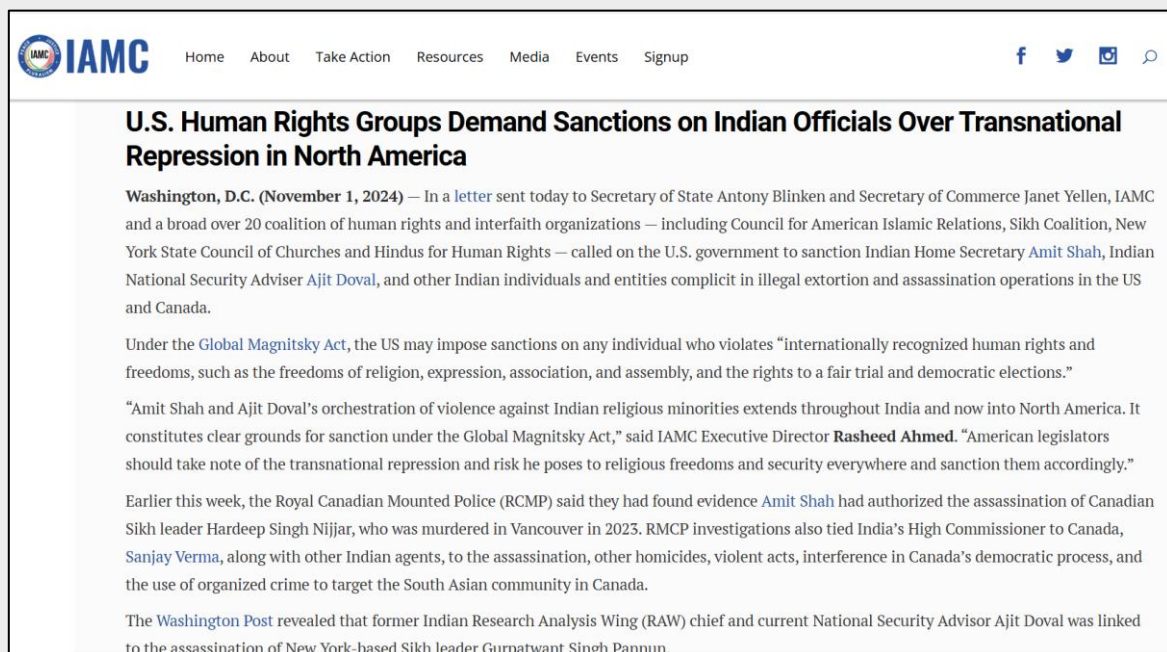 IAMC
IAMC
Home About Take Action Resources Media Events Signup
U.S. Human Rights Groups Demand Sanctions on Indian Officials Over Transnational
Repression in North America
Washington, D.C. (November 1, 2024) — In a letter sent today to Secretary of State Antony Blinken and Secretary of Commerce Janet Yellen, IAMC
and a broad over 20 coalition of human rights and interfaith organizations — including Council for American Islamic Relations, Sikh Coalition, New
York State Council of Churches and Hindus for Human Rights — called on the U.S. government to sanction Indian Home Secretary Amit Shah, Indian
National Security Adviser Ajit Doval, and other Indian individuals and entities complicit in illegal extortion and assassination operations in the US
and Canada.
Under the Global Magnitsky Act, the US may impose sanctions on any individual who violates “internationally recognized human rights and
freedoms, such as the freedoms of religion, expression, association, and assembly, and the rights to a fair trial and democratic elections.”
“Amit Shah and Ajit Doval’s orchestration of violence against Indian religious minorities extends throughout India and now into North America. It
constitutes clear grounds for sanction under the Global Magnitsky Act,” said IAMC Executive Director Rasheed Ahmed. “American legislators
should take note of the transnational repression and risk he poses to religious freedoms and security everywhere and sanction them accordingly.”
Earlier this week, the Royal Canadian Mounted Police (RCMP) said they had found evidence Amit Shah had authorized the assassination of Canadian
Sikh leader Hardeep Singh Nijjar, who was murdered in Vancouver in 2023. RMCP investigations also tied India’s High Commissioner to Canada,
Sanjay Verma, along with other Indian agents, to the assassination, other homicides, violent acts, interference in Canada’s democratic process, and
the use of organized crime to target the South Asian community in Canada.
The Washington Post revealed that former Indian Research Analysis Wing (RAW) chief and current National Security Advisor Ajit Doval was linked
to the assassination of New York-based Sikh leader Gurpatwant Singh Pannun.